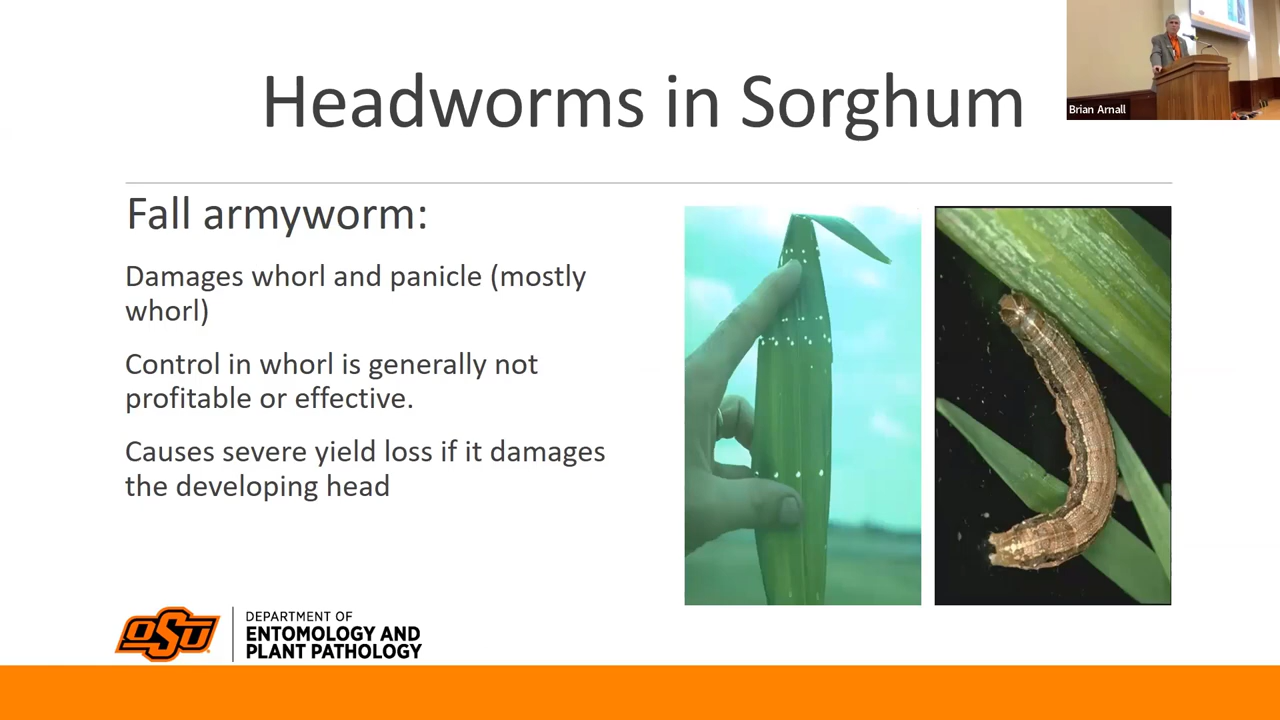 Headworms in Sorghum
Brian Arnall
Fall armyworm:
Damages whorl and panicle (mostly
whorl)
Control in whorl is generally not
profitable or effective.
Causes severe yield loss if it damages
the developing head
OSU
DEPARTMENT OF
ENTOMOLOGY AND
PLANT PATHOLOGY